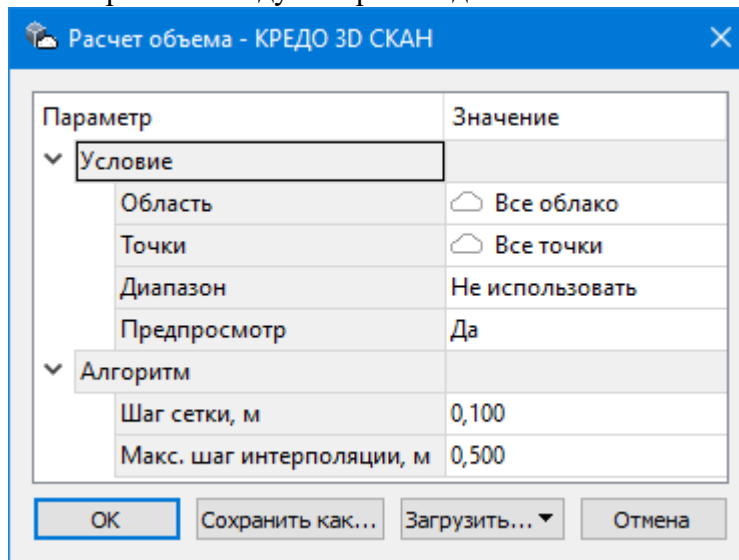 Расчет объема - КРЕДО 3D СКАН
Параметр Значение
Условие
Область Все облако
Точки Все точки
Диапазон Не использовать
Предпросмотр Да
Алгоритм
Шаг сетки, м 0,100
Макс. шаг интерполяции, м 0,500
ОК Сохранить как... Загрузить... Отмена